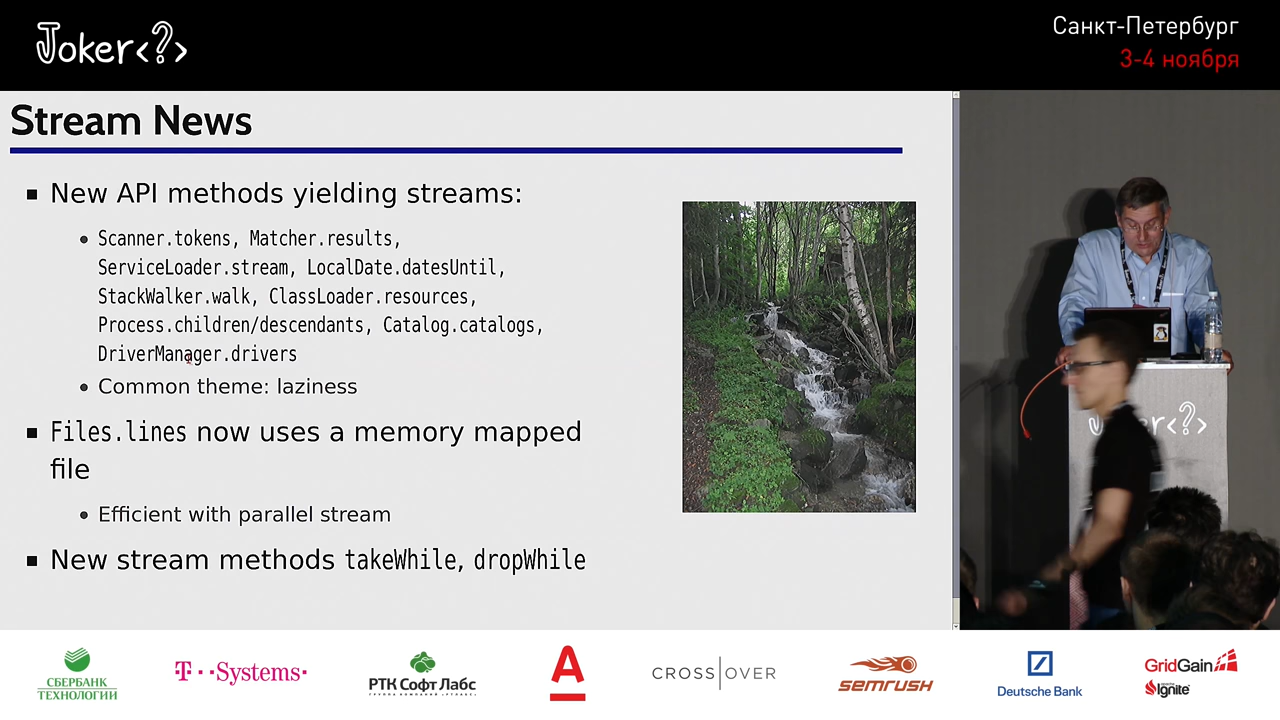 Joker<?>
Санкт-Петербург
3-4 ноября
Stream News
New API methods yielding streams:
Scanner.tokens, Matcher.results,
ServiceLoader.stream, LocalDate.datesUntil,
StackWalker.walk, ClassLoader.resources,
Process.children/descendants, Catalog.catalogs,
DriverManager.drivers
Common theme: laziness
Files.lines now uses a memory mapped
file
Efficient with parallel stream
New stream methods takeWhile, dropWhile
Joker<?>
СБЕРБАНК
ТЕХНОЛОГИИ
T··Systems·
РТК Софт Лабс
А
CROSSOVER
semrush
Deutsche Bank
GridGain
Ignite